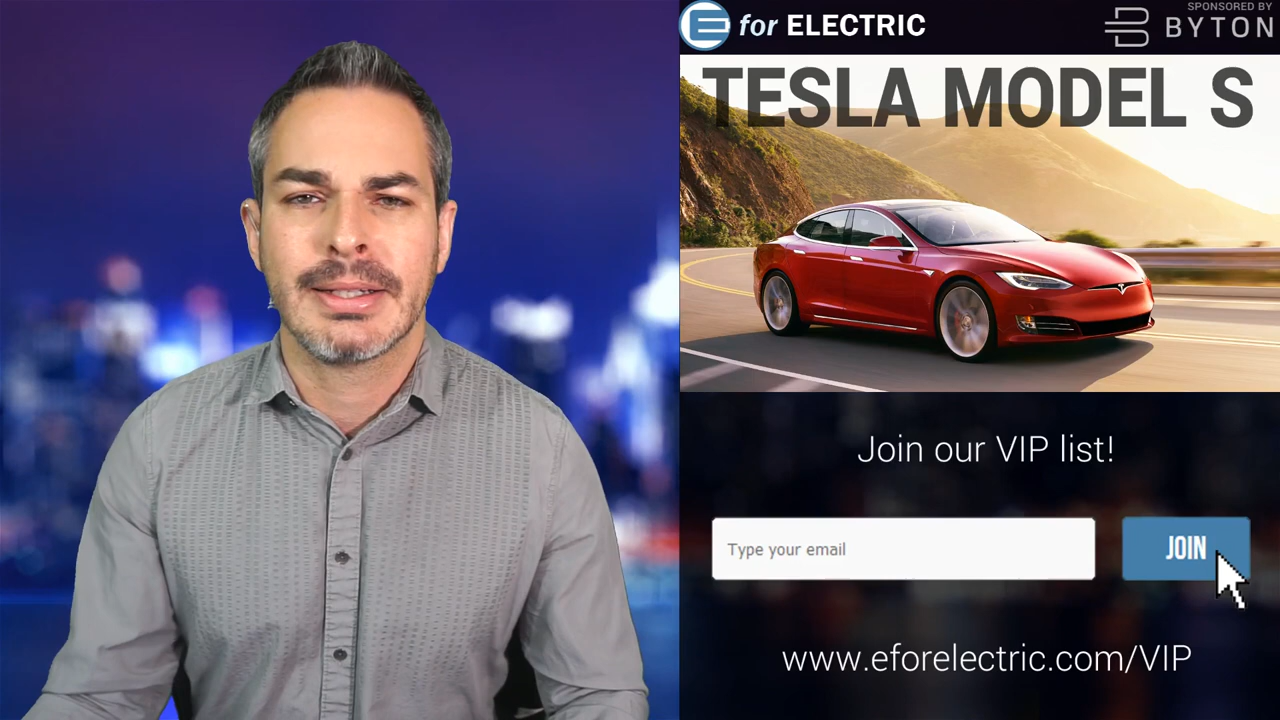 E for ELECTRIC
SPONSORED BY
BYTON
TESLA MODEL S
Join our VIP list!
Type your email
JOIN
www.eforelectric.com/VIP